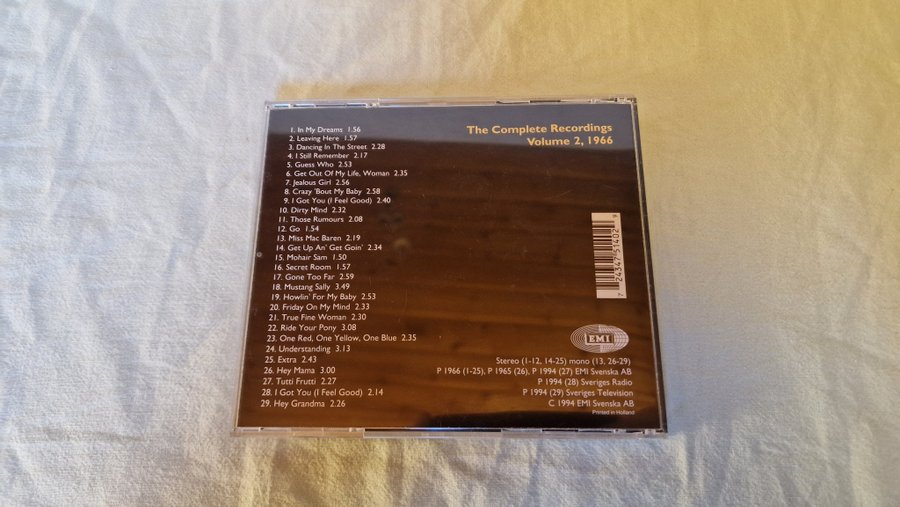 1. In My Dreams 1.56
2. Leaving Here 1.57
3. Dancing In The Street 2.28
4. I Still Remember 2.17
5. Guess Who 2.53
6. Get Out Of My Life, Woman 2.35
7. Jealous Girl 2.56
8. Crazy 'Bout My Baby 2.58
9. I Got You (I Feel Good) 2.40
10. Dirty Mind 2.32
11. Those Rumours 2.08
12. Go 1.54
13. Miss Mac Baren 2.19
14. Get Up An' Get Goin' 2.34
15. Mohair Sam 1.50
16. Secret Room 1.57
17. Gone Too Far 2.59
18. Mustang Sally 3.49
19. Howlin' For My Baby 2.53
20. Friday On My Mind 2.33
21. True Fine Woman 2.30
22. Ride Your Pony 3.08
23. One Red, One Yellow, One Blue 2.35
24. Understanding 3.13
25. Extra 2.43
26. Hey Mama 3.00
27. Tutti Frutti 2.27
28. I Got You (I Feel Good) 2.14
29. Hey Grandma 2.26
The Complete Recordings
Volume 2, 1966
7 24347 51402 9
EMI
Stereo (1-12, 14-25) mono (13, 26-29)
P 1966 (1-25), P 1965 (26), P 1994 (27) EMI Svenska AB
P 1994 (28) Sveriges Radio
P 1994 (29) Sveriges Television
C 1994 EMI Svenska AB
Printed in Holland